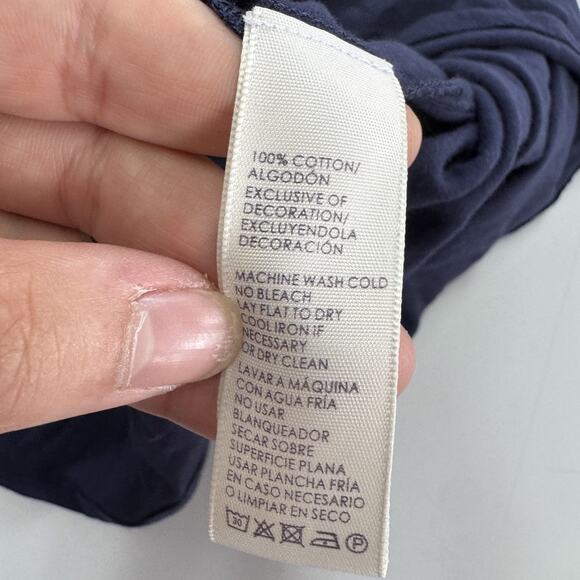 100% COTTON/
ALGODÓN
EXCLUSIVE OF
DECORATION/
EXCLUYENDOLA
DECORACIÓN
MACHINE WASH COLD
NO BLEACH
LAY FLAT TO DRY
COOL IRON IF
NECESSARY
OR DRY CLEAN
LAVAR A MÁQUINA
CON AGUA FRÍA
NO USAR
BLANQUEADOR
SECAR SOBRE
SUPERFICIE PLANA
USAR PLANCHA FRÍA
EN CASO NECESARIO
O LIMPIAR EN SECO
30 P